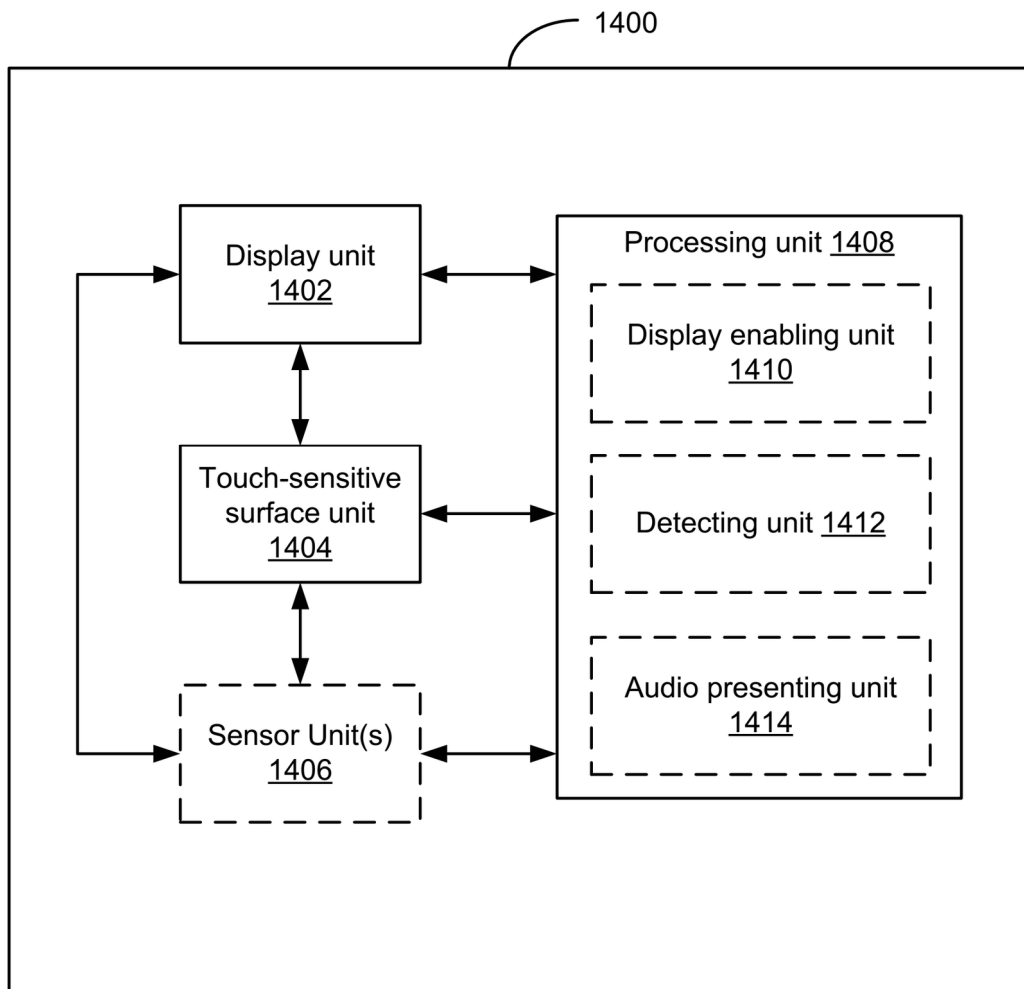 1400
Display unit
1402
Touch-sensitive
surface unit
1404
Sensor Unit(s)
1406
Processing unit 1408
Display enabling unit
1410
Detecting unit 1412
Audio presenting unit
1414